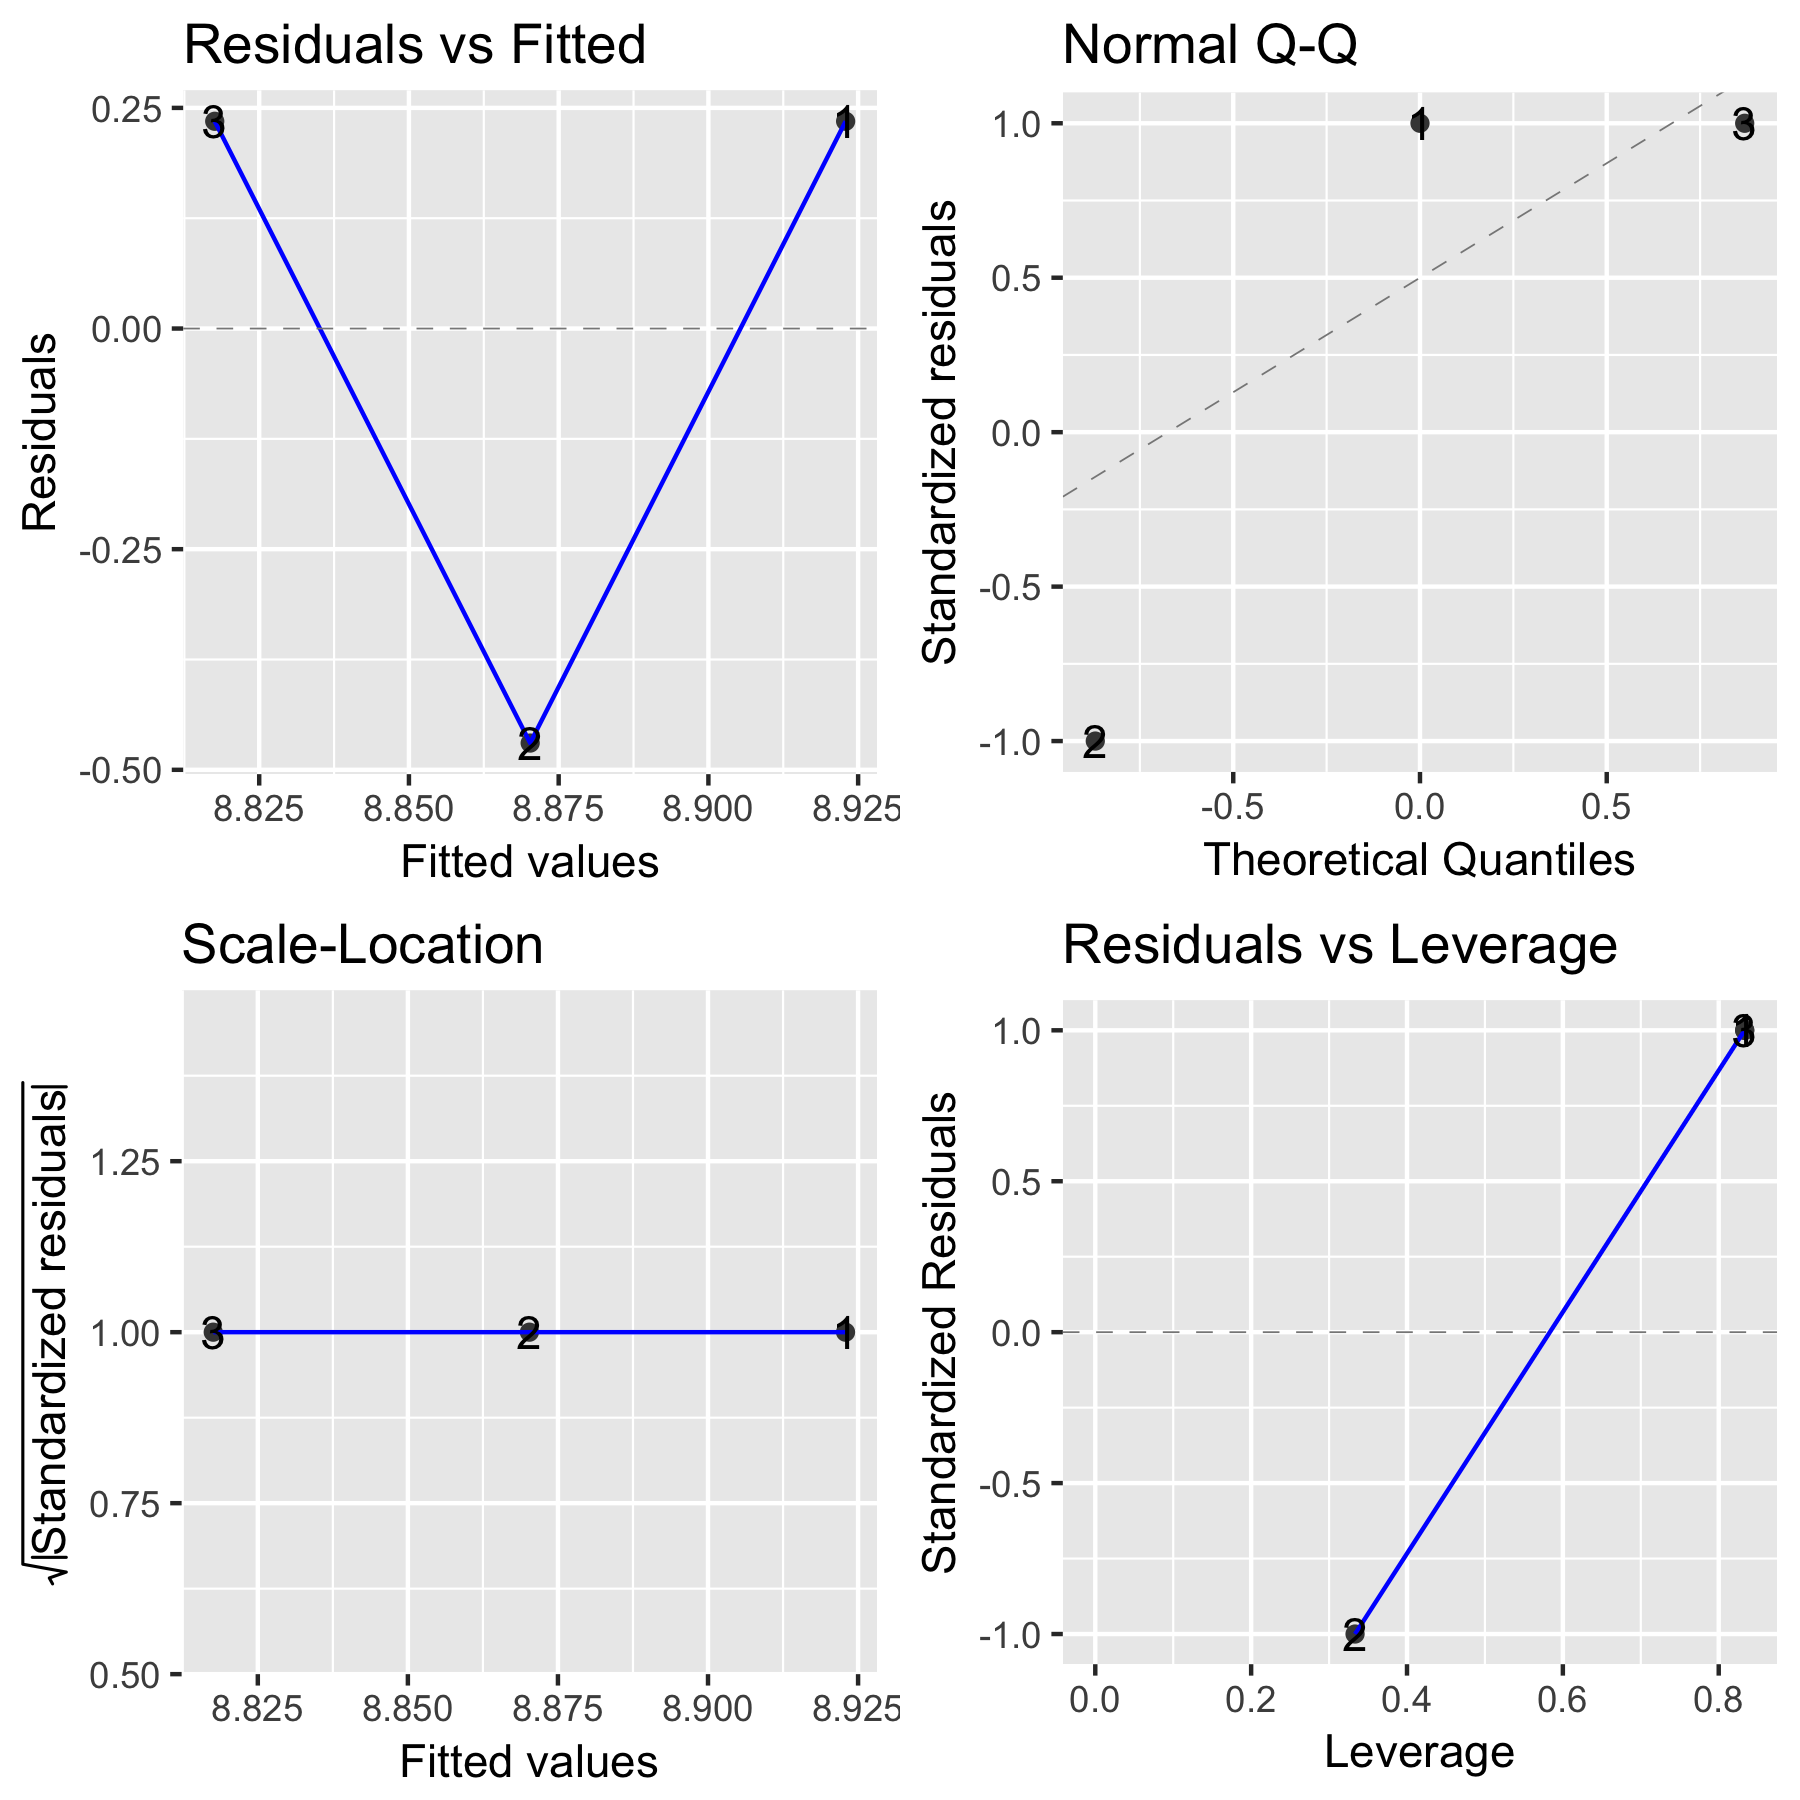 Residuals vs Fitted
0.25
0.00
-0.25
-0.50
Residuals
3
1
2
8.825 8.850 8.875 8.900 8.925
Fitted values
Normal Q-Q
1.0
0.5
0.0
-0.5
-1.0
Standardized residuals
1
3
2
-0.5 0.0 0.5
Theoretical Quantiles
Scale-Location
1.25
1.00
0.75
0.50
√|Standardized residuals|
3 2 1
8.825 8.850 8.875 8.900 8.925
Fitted values
Residuals vs Leverage
1.0
0.5
0.0
-0.5
-1.0
Standardized Residuals
1
3
2
0.0 0.2 0.4 0.6 0.8
Leverage